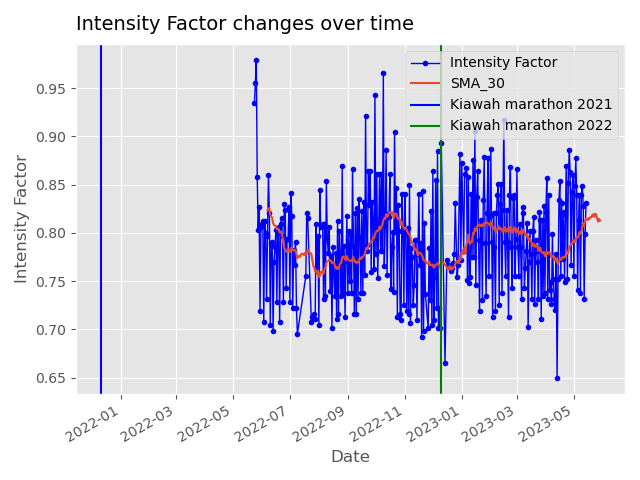 Intensity Factor changes over time
Intensity Factor
SMA_30
Kiawah marathon 2021
Kiawah marathon 2022
Intensity Factor
0.95
0.90
0.85
0.80
0.75
0.70
0.65
2022-01
2022-03
2022-05
2022-07
2022-09
2022-11
2023-01
2023-03
2023-05
Date